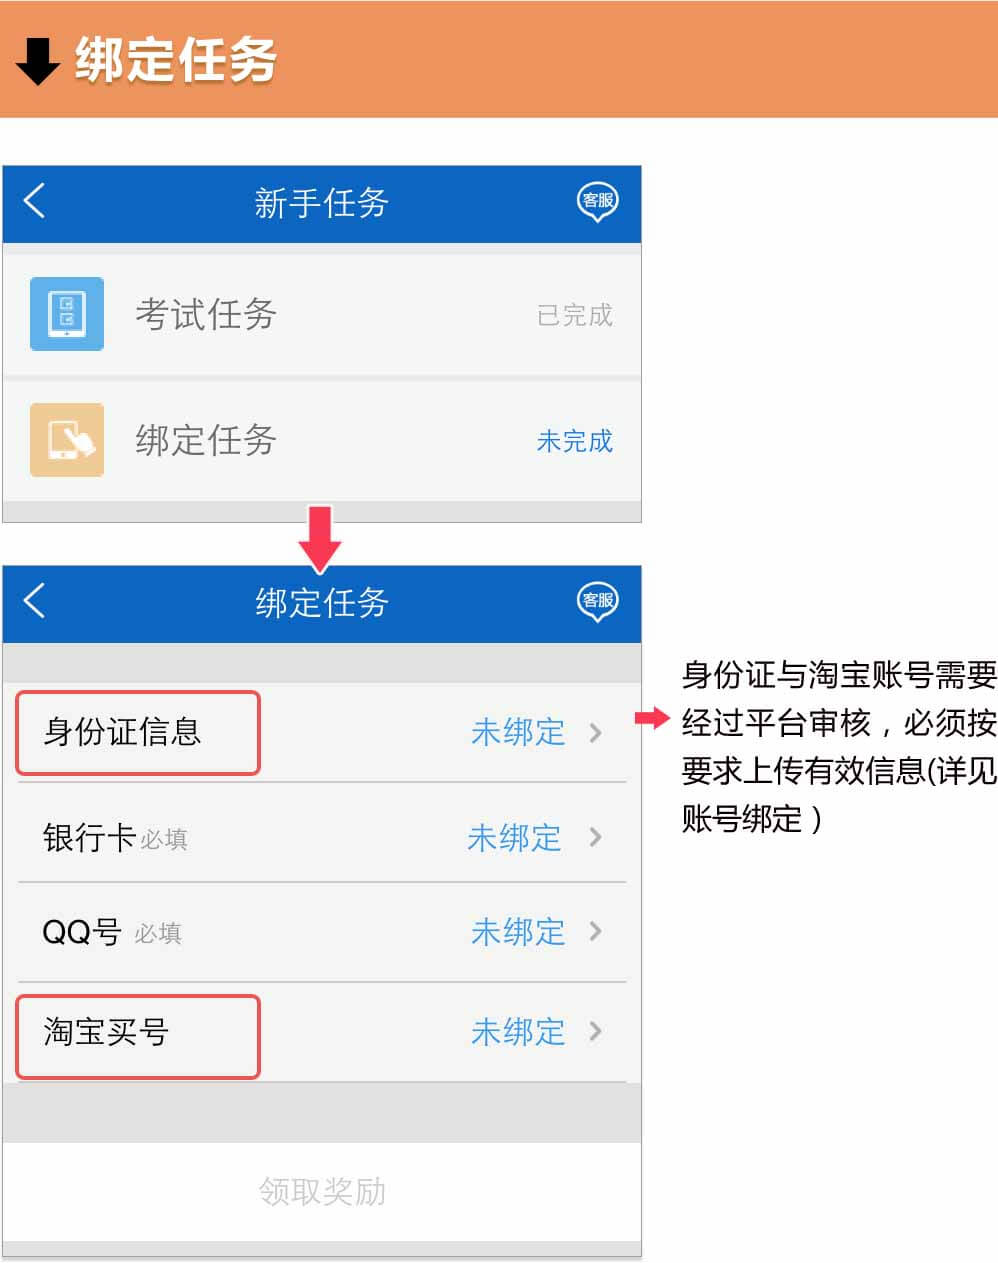 绑定任务
新手任务
客服
考试任务
已完成
绑定任务
未完成
绑定任务
客服
身份证信息
未绑定
银行卡必填
未绑定
QQ号 必填
未绑定
淘宝买号
未绑定
领取奖励
身份证与淘宝账号需要
经过平台审核，必须按
要求上传有效信息(详见
账号绑定）